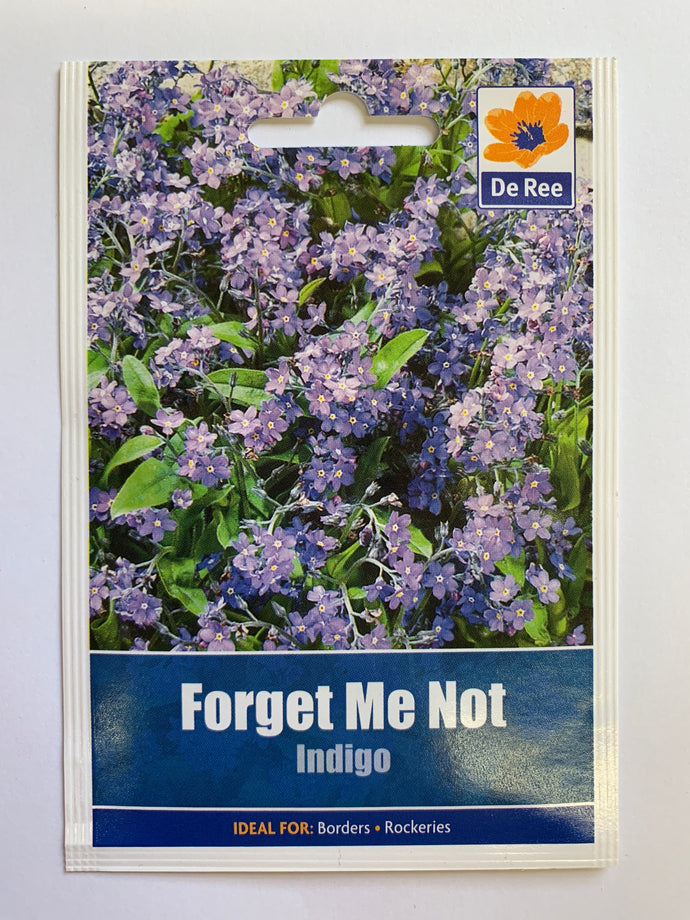 De Ree
Forget Me Not
Indigo
IDEAL FOR: Borders • Rockeries